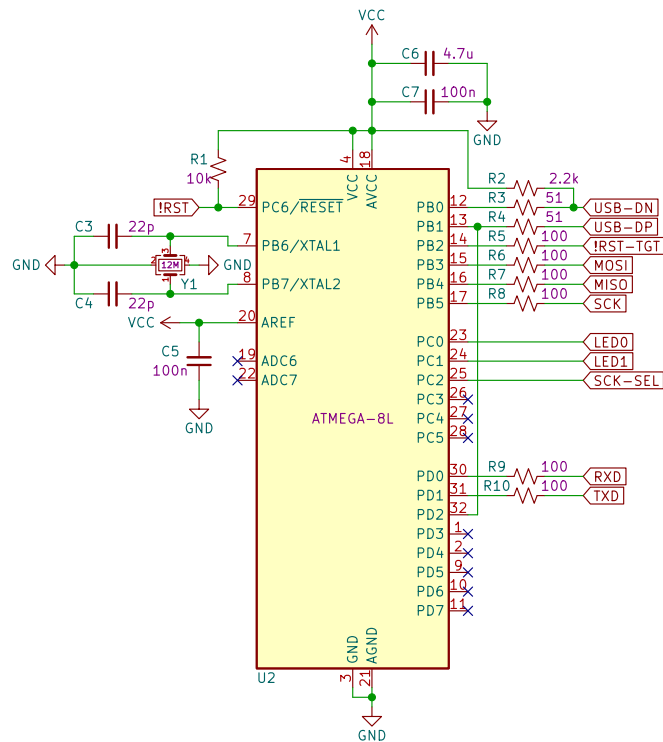 VCC
C6 4.7u
C7 100n
GND
R1
10k
4
18
VCC
AVCC
R2 2.2k
!RST 29 PC6/RESET
PB0 12 R3 51 USB-DN
PB1 13 R4 51 USB-DP
C3 22p
7 PB6/XTAL1
PB2 14 R5 100 !RST-TGT
GND 2 12M 4 GND
3
1
Y1
PB3 15 R6 100 MOSI
8 PB7/XTAL2
PB4 16 R7 100 MISO
C4 22p
PB5 17 R8 100 SCK
VCC 20 AREF
C5
100n
GND
PC0 23 LED0
19 ADC6
PC1 24 LED1
22 ADC7
PC2 25 SCK-SEL
PC3 26
ATMEGA-8L
PC4 27
PC5 28
PD0 30 R9 100 RXD
PD1 31 R10 100 TXD
PD2 32
PD3 1
PD4 2
PD5 9
PD6 10
PD7 11
GND
AGND
U2
3
21
GND